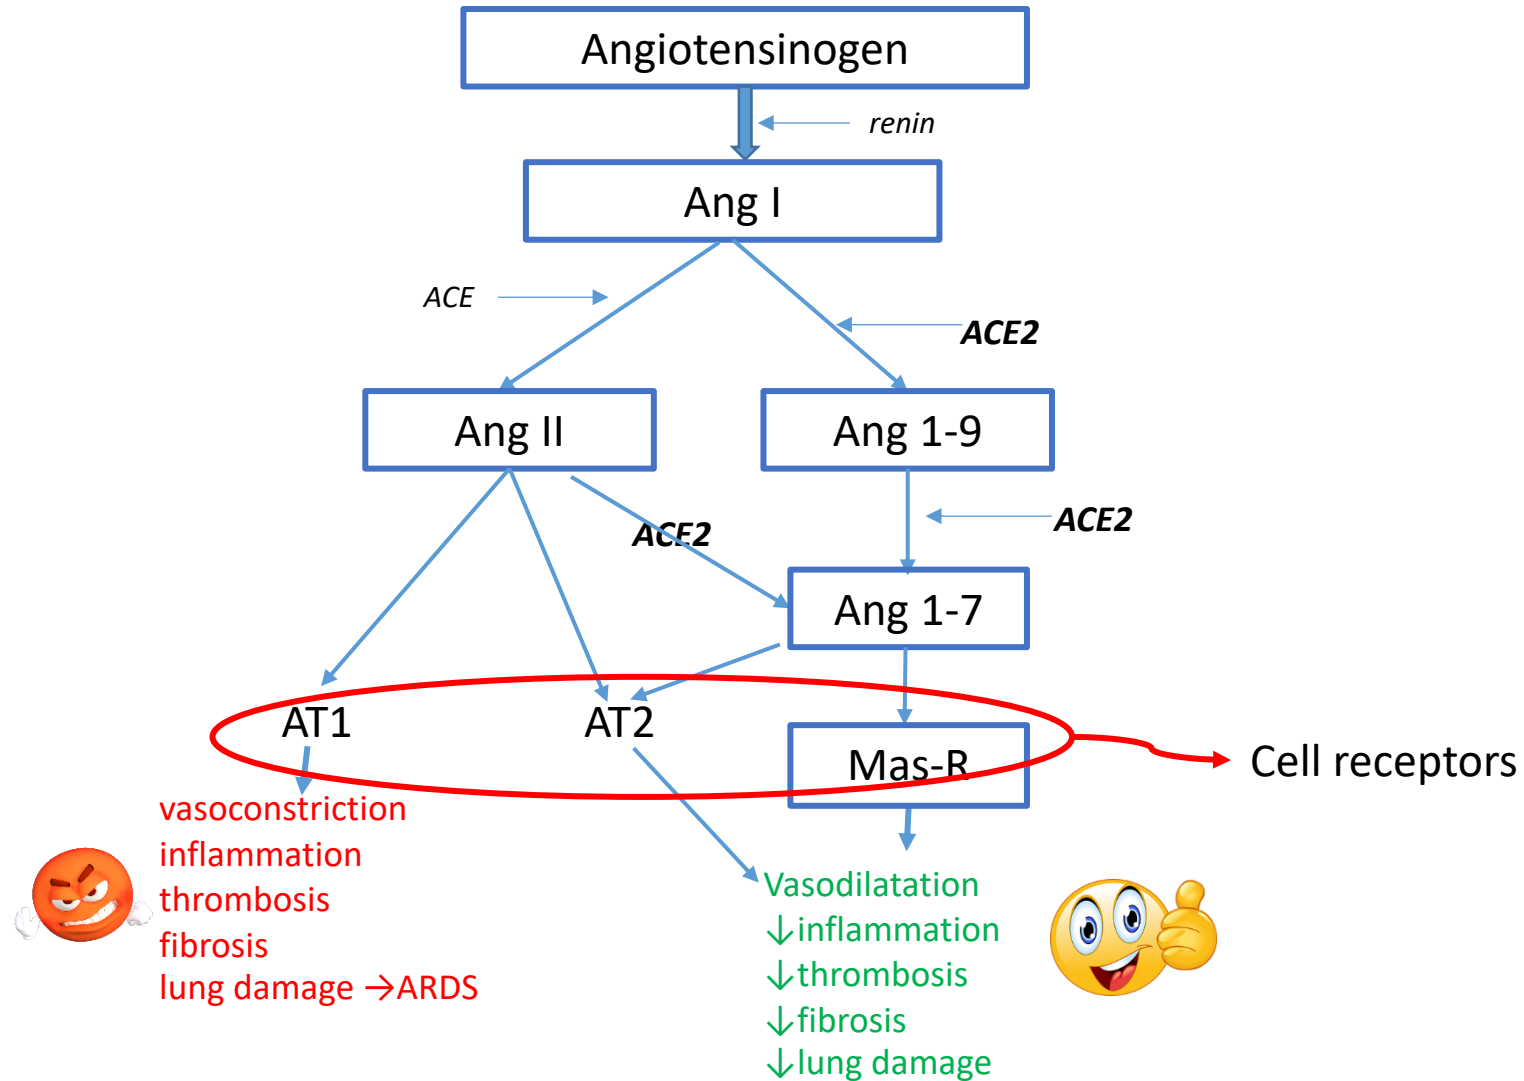 Angiotensinogen
renin
Ang I
ACE
ACE2
Ang II
Ang 1-9
ACE2
ACE2
Ang 1-7
AT1
AT2
Mas-R
Cell receptors
vasoconstriction
inflammation
thrombosis
fibrosis
lung damage →ARDS
Vasodilatation
↓inflammation
↓thrombosis
↓fibrosis
↓lung damage